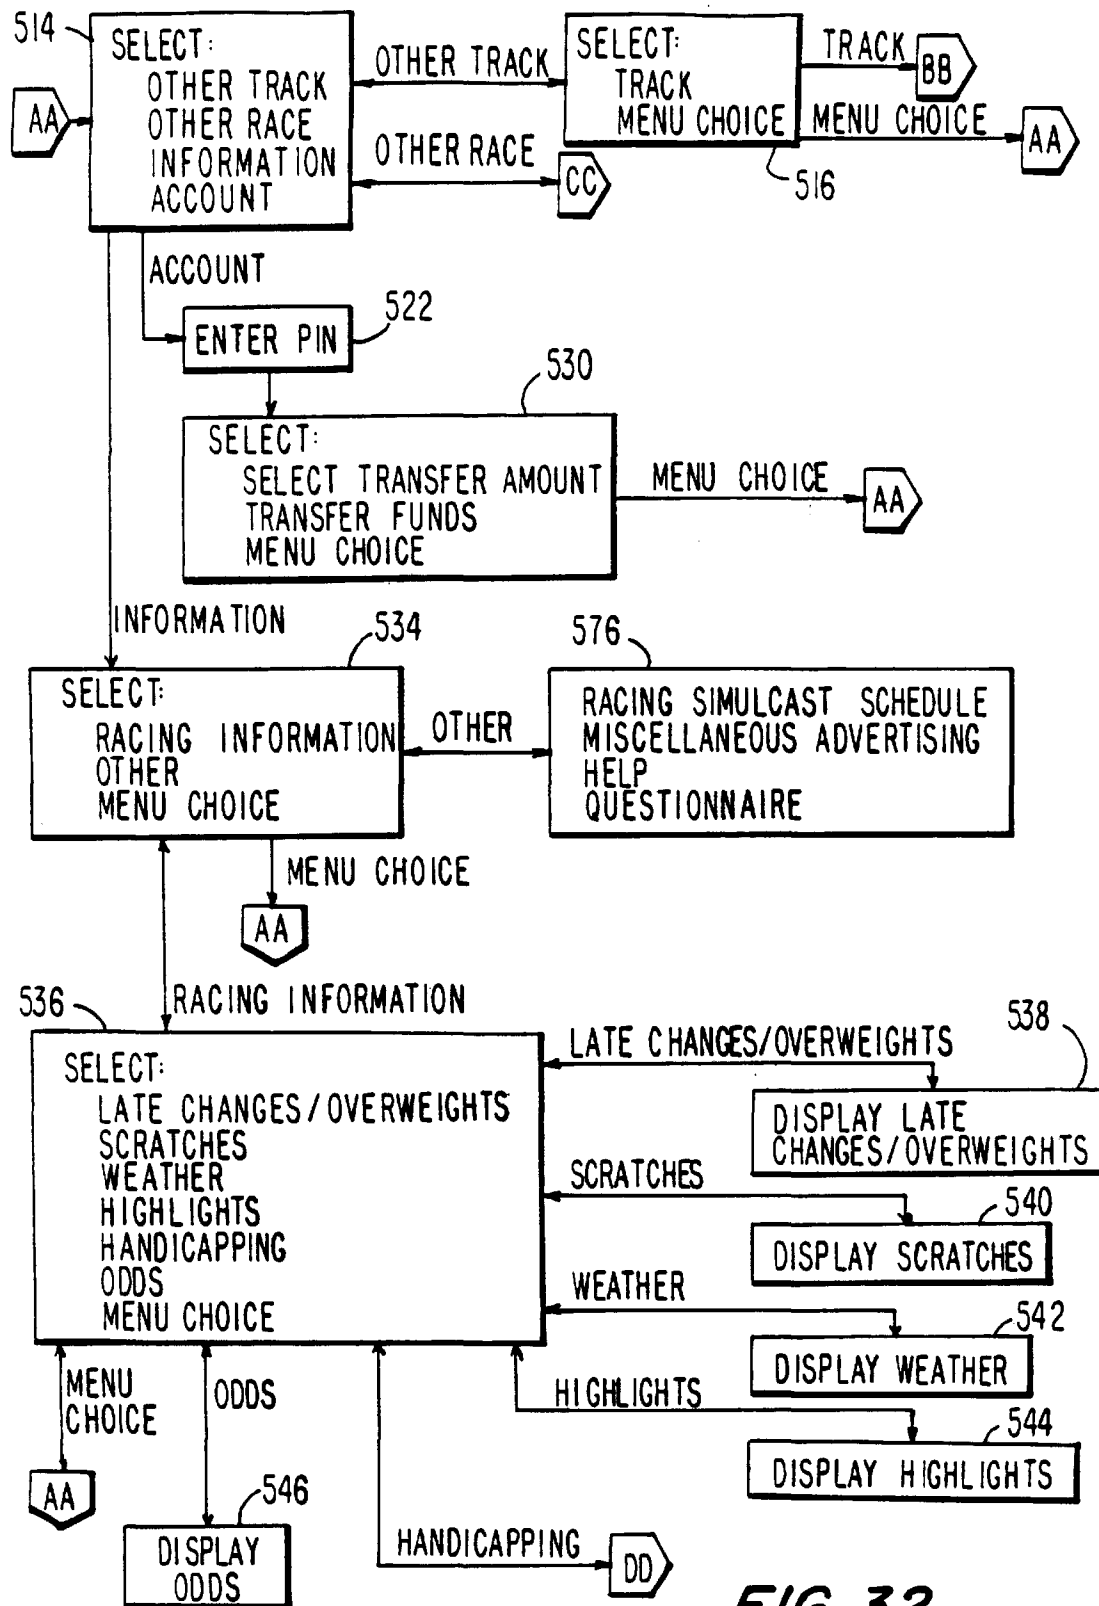 514
SELECT:
OTHER TRACK
OTHER RACE
INFORMATION
ACCOUNT
AA
OTHER TRACK
OTHER RACE
CC
SELECT:
TRACK
MENU CHOICE
516
TRACK
BB
MENU CHOICE
AA
ACCOUNT
ENTER PIN
522
530
SELECT:
SELECT TRANSFER AMOUNT
TRANSFER FUNDS
MENU CHOICE
MENU CHOICE
AA
INFORMATION
534
SELECT:
RACING INFORMATION
OTHER
MENU CHOICE
OTHER
576
RACING SIMULCAST SCHEDULE
MISCELLANEOUS ADVERTISING
HELP
QUESTIONNAIRE
MENU CHOICE
AA
RACING INFORMATION
536
SELECT:
LATE CHANGES/OVERWEIGHTS
SCRATCHES
WEATHER
HIGHLIGHTS
HANDICAPPING
ODDS
MENU CHOICE
LATE CHANGES/OVERWEIGHTS
538
DISPLAY LATE
CHANGES/OVERWEIGHTS
SCRATCHES
540
DISPLAY SCRATCHES
WEATHER
542
DISPLAY WEATHER
HIGHLIGHTS
544
DISPLAY HIGHLIGHTS
MENU
CHOICE
AA
ODDS
546
DISPLAY
ODDS
HANDICAPPING
DD
FIG. 32